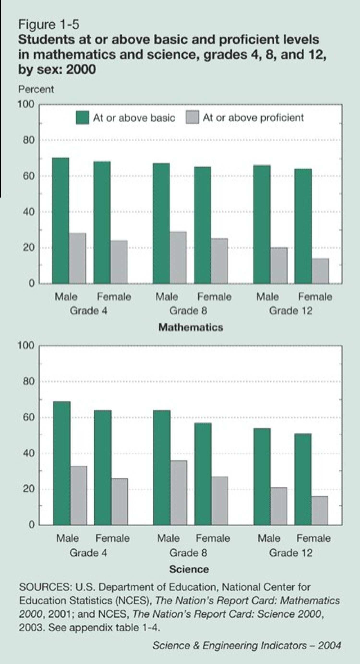 Figure 1-5
Students at or above basic and proficient levels
in mathematics and science, grades 4, 8, and 12,
by sex: 2000
Percent
100
At or above basic At or above proficient
80
60
40
20
0
Male Female Male Female Male Female
Grade 4 Grade 8 Grade 12
Mathematics
100
80
60
40
20
0
Male Female Male Female Male Female
Grade 4 Grade 8 Grade 12
Science
SOURCES: U.S. Department of Education, National Center for
Education Statistics (NCES), The Nation's Report Card: Mathematics
2000, 2001; and NCES, The Nation's Report Card: Science 2000,
2003. See appendix table 1-4.
Science & Engineering Indicators – 2004